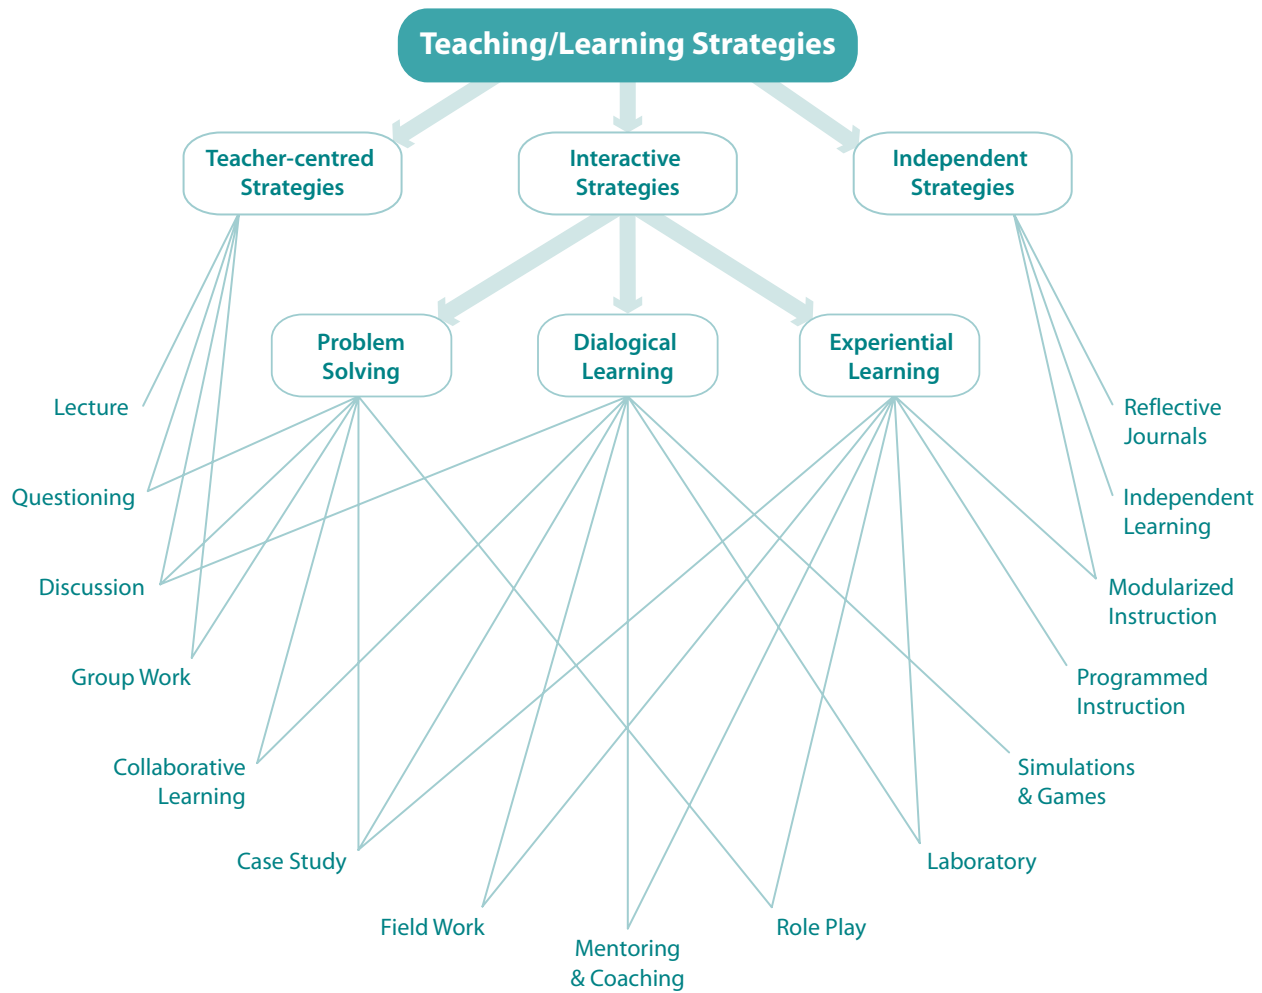 Teaching/Learning Strategies
Teacher-centred
Strategies
Interactive
Strategies
Independent
Strategies
Problem
Solving
Dialogical
Learning
Experiential
Learning
Lecture
Questioning
Discussion
Group Work
Collaborative
Learning
Case Study
Field Work
Mentoring
& Coaching
Role Play
Laboratory
Simulations
& Games
Programmed
Instruction
Modularized
Instruction
Independent
Learning
Reflective
Journals